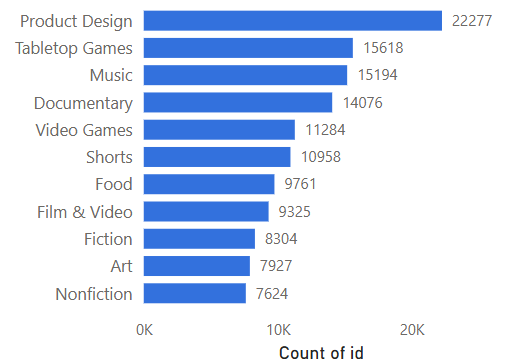 Product Design 22277
Tabletop Games 15618
Music 15194
Documentary 14076
Video Games 11284
Shorts 10958
Food 9761
Film & Video 9325
Fiction 8304
Art 7927
Nonfiction 7624
0K 10K 20K
Count of id